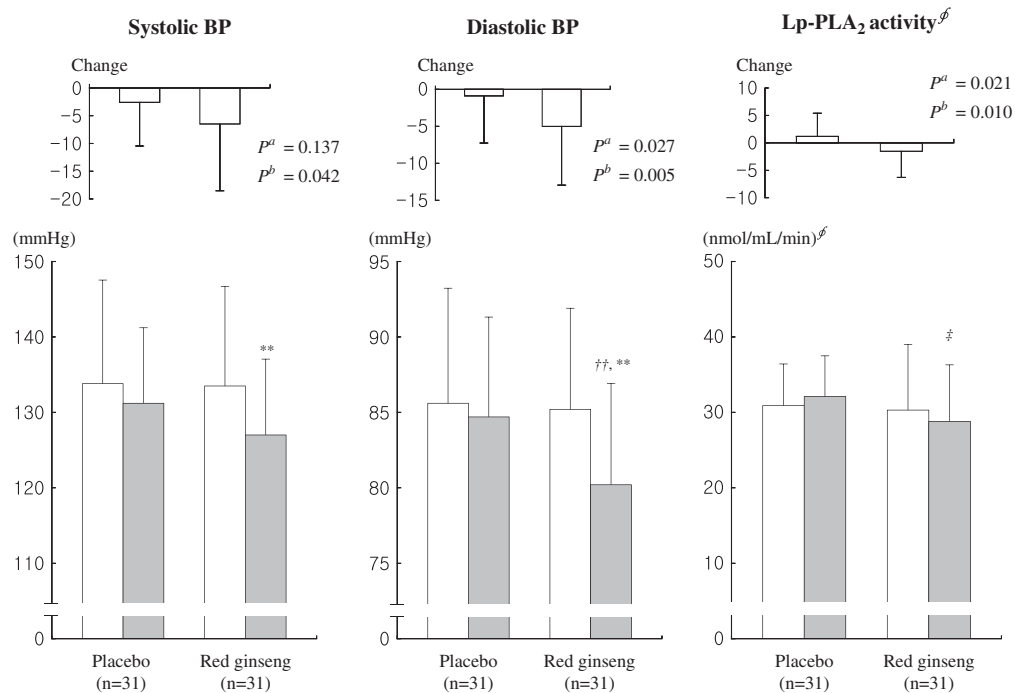 Systolic BP
Change
0
−5
−10
−15
−20
Pᵃ = 0.137
Pᵇ = 0.042
(mmHg)
150
140
130
120
110
0
**
Placebo
(n=31)
Red ginseng
(n=31)
Diastolic BP
Change
0
−5
−10
−15
Pᵃ = 0.027
Pᵇ = 0.005
(mmHg)
95
90
85
80
75
0
††, **
Placebo
(n=31)
Red ginseng
(n=31)
Lp-PLA₂ activity∮
Change
10
5
0
−5
−10
Pᵃ = 0.021
Pᵇ = 0.010
(nmol/mL/min)∮
50
40
30
20
10
0
‡
Placebo
(n=31)
Red ginseng
(n=31)